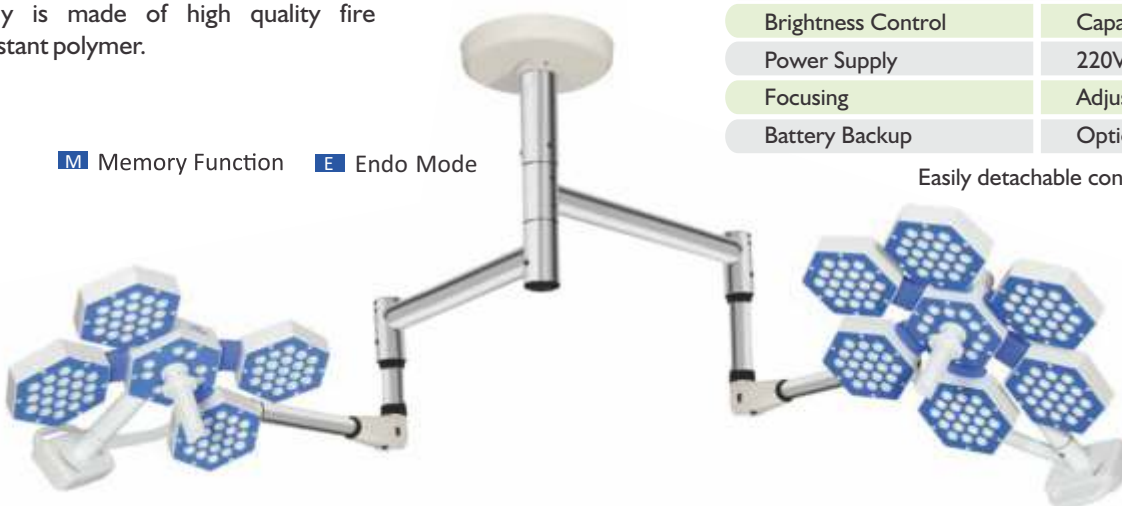 y is made of high quality fire
stant polymer.
M Memory Function E Endo Mode
Brightness Control Capa
Power Supply 220V
Focusing Adjus
Battery Backup Optio
Easily detachable con